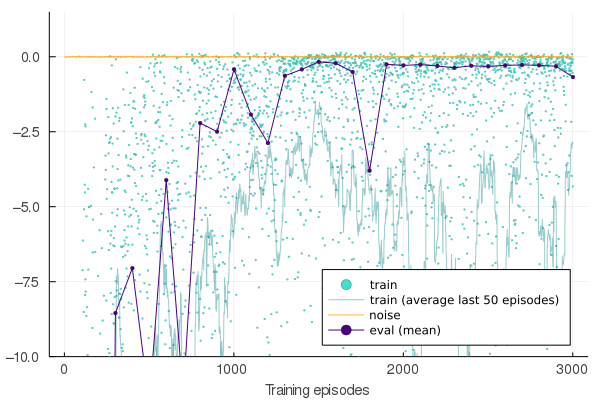 0.0
−2.5
−5.0
−7.5
−10.0
0
1000
2000
3000
Training episodes
train
train (average last 50 episodes)
noise
eval (mean)